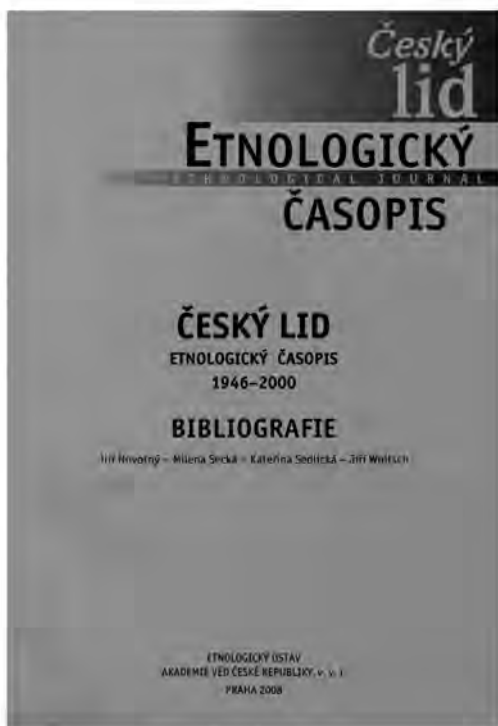 Český
lid
ETNOLOGICKÝ
ETHNOLOGICAL JOURNAL
ČASOPIS
ČESKÝ LID
ETNOLOGICKÝ ČASOPIS
1946–2000
BIBLIOGRAFIE
Jiří Novotný – Milena Secká – Kateřina Sedlická – Jiří Woitsch
ETNOLOGICKÝ ÚSTAV
AKADEMIE VĚD ČESKÉ REPUBLIKY, v. v. i.
PRAHA 2008